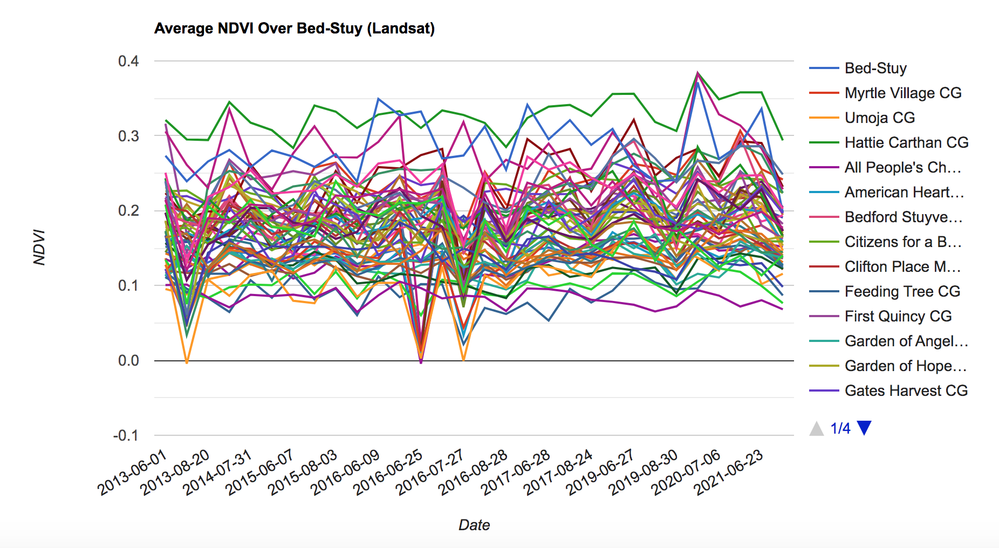 Average NDVI Over Bed-Stuy (Landsat)
0.4
0.3
0.2
0.1
0.0
-0.1
NDVI
2013-06-01
2013-08-20
2014-07-31
2015-06-07
2015-08-03
2016-06-09
2016-06-25
2016-07-27
2016-08-28
2017-06-28
2017-08-24
2019-06-27
2019-08-30
2020-07-06
2021-06-23
Date
Bed-Stuy
Myrtle Village CG
Umoja CG
Hattie Carthan CG
All People's Ch…
American Heart…
Bedford Stuyve…
Citizens for a B…
Clifton Place M…
Feeding Tree CG
First Quincy CG
Garden of Angel…
Garden of Hope…
Gates Harvest CG
1/4